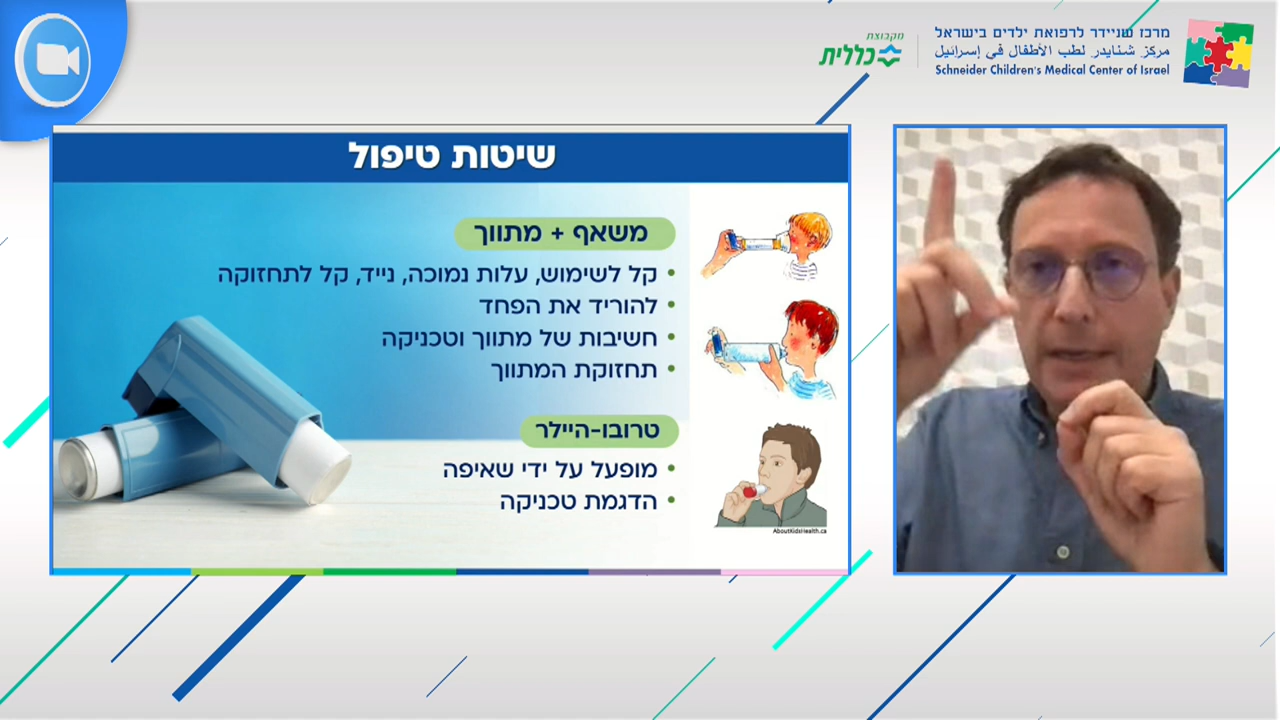 מקבוצת
כללית
מרכז שניידר לרפואת ילדים בישראל
مركز شنايدر لطب الأطفال في إسرائيل
Schneider Children's Medical Center of Israel
שיטות טיפול
משאף + מתווך
• קל לשימוש, עלות נמוכה, נייד, קל לתחזוקה
• להוריד את הפחד
• חשיבות של מתווך וטכניקה
• תחזוקת המתווך
טרובו-היילר
• מופעל על ידי שאיפה
• הדגמת טכניקה
AboutKidsHealth.ca